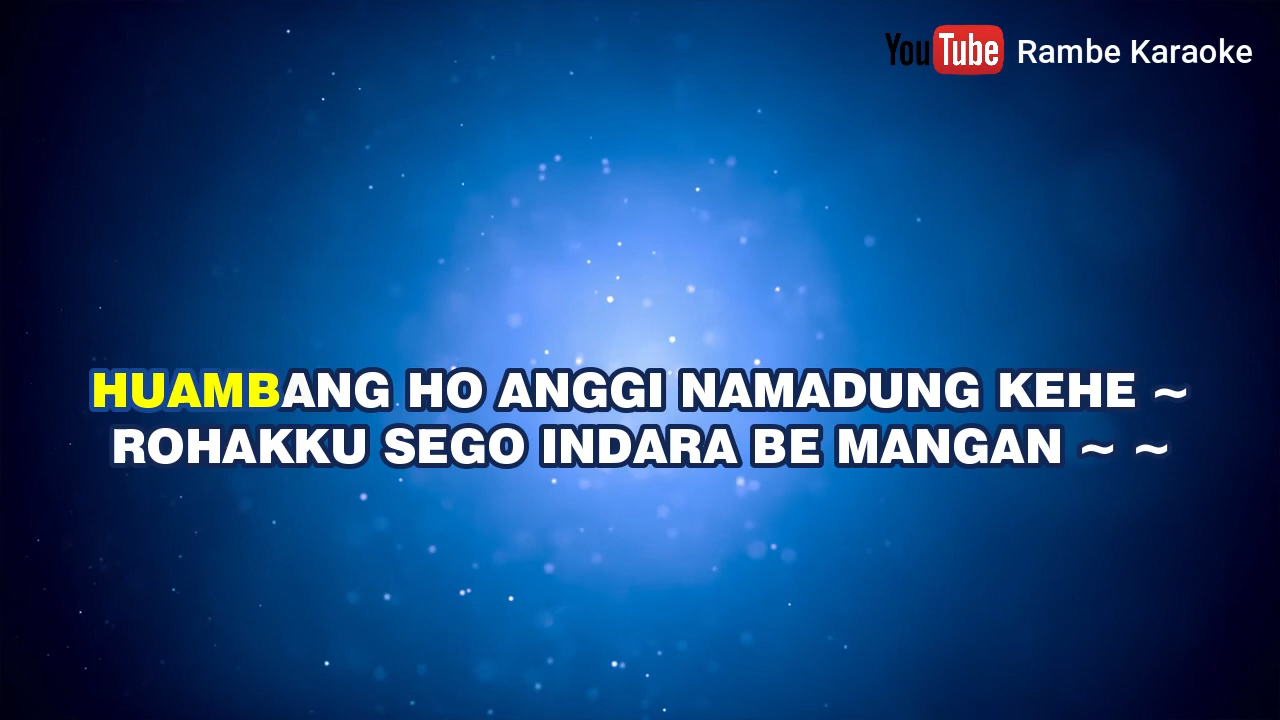 YouTube Rambe Karaoke
HUAMBANG HO ANGGI NAMADUNG KEHE ~
ROHAKKU SEGO INDARA BE MANGAN ~ ~